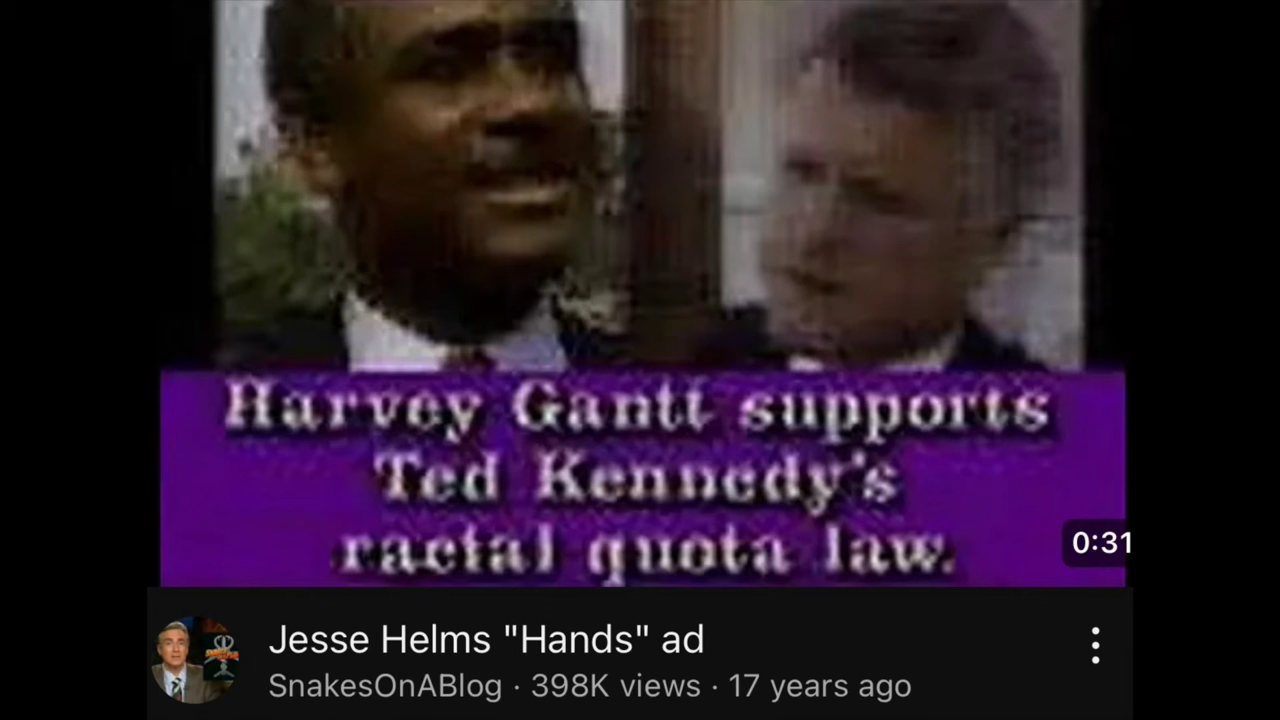 Harvey Gantt supports
Ted Kennedy's
racial quota law.
0:31
Jesse Helms "Hands" ad
SnakesOnABlog · 398K views · 17 years ago